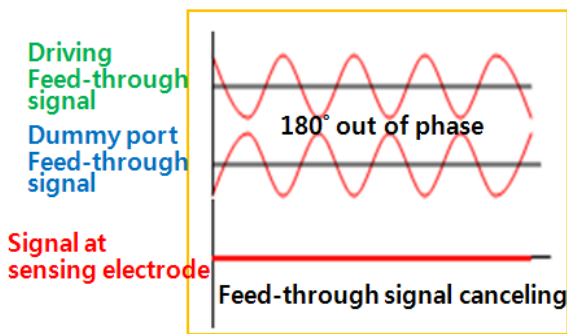 Driving
Feed-through
signal
180° out of phase
Dummy port
Feed-through
signal
Signal at
sensing electrode
Feed-through signal canceling